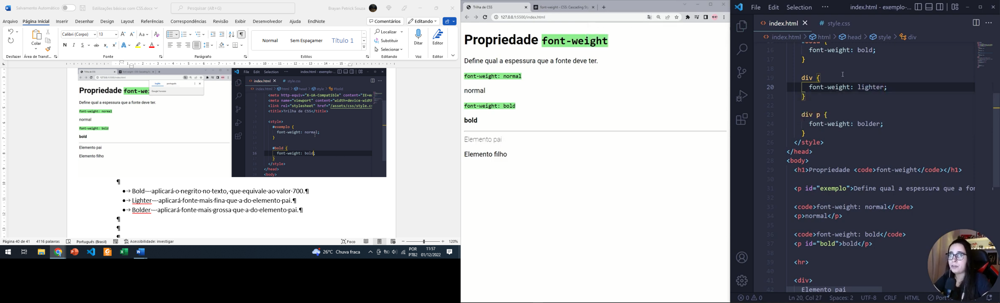 Salvamento Automático
Estilizações básicas com CSS.docx
Pesquisar (Alt+G)
Brayan Petrick Souza
Arquivo Página Inicial Inserir Desenhar Design Layout Referências Correspondências Revisão Exibir Desenvolvedor Ajuda EndNote
Comentários Editando
Colar
Calibri (Corpo) 13
N I S ab x₂ x² A A
Normal Sem Espaçamer Título 1
Localizar
Substituir
Selecionar
Ditar
Editor
Desfazer Área de Transf... Fonte Parágrafo Estilos Editando Voz Editor
Trilha de CSS
127.0.0.1:5500/index.html
Inglês português
Google Translate
Propriedade font-wei
Define qual a espessura que a fonte deve ter.
font-weight: normal
normal
font-weight: bold
bold
Elemento pai
Elemento filho
File Edit Selection ··· index.html - exemplo-...
index.html style.css
index.html > html > head > style > #bold
<meta http-equiv="X-UA-Compatible" content="IE=ed
<meta name="viewport" content="width=device-width
<link rel="stylesheet" href="/assets/css/style.cs
<title>Trilha de CSS</title>
<style>
#exemplo {
font-weight: normal;
}
#bold {
16 font-weight: bold;
}
</style>
</head>
<body>
¶
•→Bold·–·aplicará·o·negrito·no·texto,·que·equivale·ao·valor·700.¶
•→Lighter·–·aplicará·fonte·mais·fina·que·a·do·elemento·pai.¶
•→Bolder·–·aplicará·fonte·mais·grossa·que·a·do·elemento·pai.¶
¶
¶
¶
Página 40 de 41 4116 palavras Português (Brasil) Acessibilidade: investigar Foco 120%
26°C Chuva fraca
POR
PTB2
11:57
01/12/2022
Trilha de CSS
font-weight - CSS: Cascading Sty
127.0.0.1:5500/index.html
Propriedade font-weight
Define qual a espessura que a fonte deve ter.
font-weight: normal
normal
font-weight: bold
bold
Elemento pai
Elemento filho
File Edit Selection ··· index.html - exemplo-...
index.html # style.css
index.html > html > head > style > div
#bold {
16 font-weight: bold;
17 }
18
19 div {
20 font-weight: lighter;
21 }
22
23 div p {
24 font-weight: bolder;
25 }
26 </style>
27 </head>
28 <body>
29 <h1>Propriedade <code>font-weight</code></h1>
30
31 <p id="exemplo">Define qual a espessura que a fon
32
33 <code>font-weight: normal</code>
34 <p>normal</p>
35
36 <code>font-weight: bold</code>
37 <p id="bold">bold</p>
38
39 <hr>
40
41 <div>
42 Elemento pai
0 0 Ln 20, Col 27 Spaces: 2 UTF-8 CRLF HTML Port